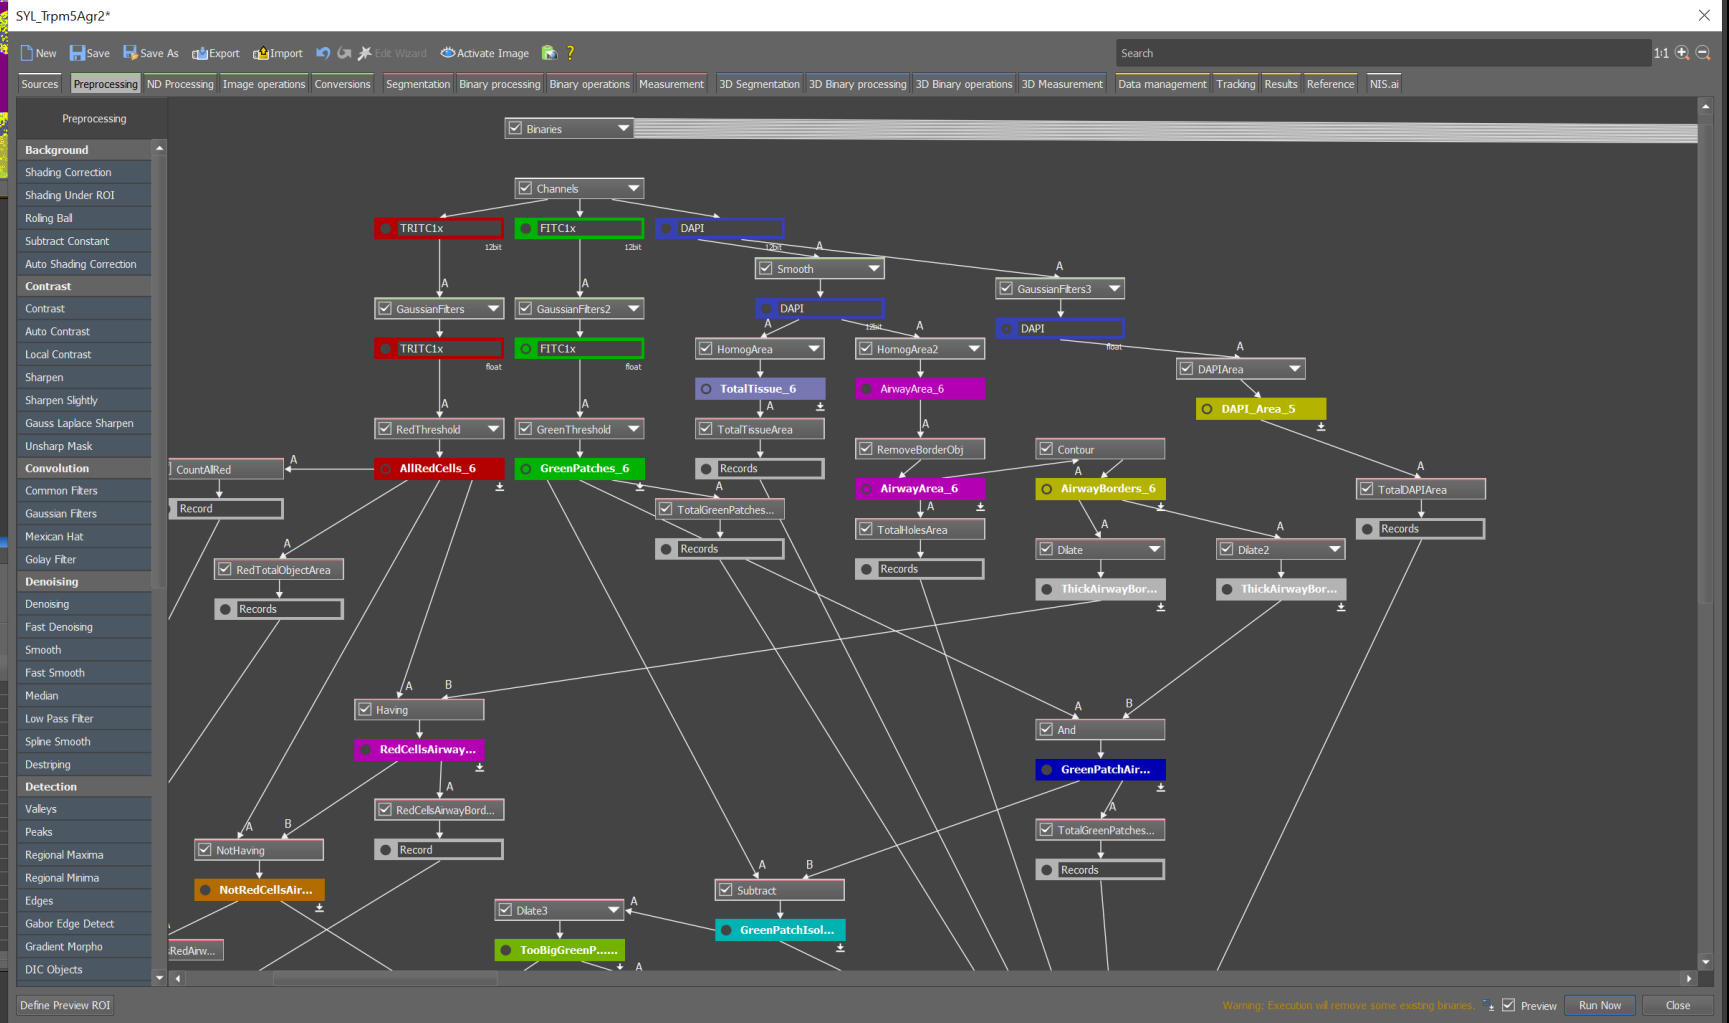 SYL_Trpm5Agr2*
New Save Save As Export Import Edit Wizard Activate Image ? Search 1:1
Sources Preprocessing ND Processing Image operations Conversions Segmentation Binary processing Binary operations Measurement 3D Segmentation 3D Binary processing 3D Binary operations 3D Measurement Data management Tracking Results Reference NIS.ai
Preprocessing
Background
Shading Correction
Shading Under ROI
Rolling Ball
Subtract Constant
Auto Shading Correction
Contrast
Contrast
Auto Contrast
Local Contrast
Sharpen
Sharpen Slightly
Gauss Laplace Sharpen
Unsharp Mask
Convolution
Common Filters
Gaussian Filters
Mexican Hat
Golay Filter
Denoising
Denoising
Fast Denoising
Smooth
Fast Smooth
Median
Low Pass Filter
Spline Smooth
Destriping
Detection
Valleys
Peaks
Regional Maxima
Regional Minima
Edges
Gabor Edge Detect
Gradient Morpho
DIC Objects
Binaries
Channels
TRITC1x FITC1x DAPI
12bit 12bit 12bit A
Smooth
A
A A
GaussianFilters3
GaussianFilters GaussianFilters2 DAPI
12bit
A A
DAPI
float
TRITC1x FITC1x HomogArea HomogArea2
A
float float
DAPIArea
TotalTissue_6 AirwayArea_6
A A A
DAPI_Area_5
RedThreshold GreenThreshold TotalTissueArea
A
RemoveBorderObj Contour
A
CountAllRed AllRedCells_6 GreenPatches_6 Records
A A
A
AirwayArea_6 AirwayBorders_6 TotalDAPIArea
Record TotalGreenPatches...
A
TotalHolesArea Records
A A
A
Records Dilate Dilate2
RedTotalObjectArea Records
ThickAirwayBor... ThickAirwayBor...
Records
A B
Having
A B
And
RedCellsAirway...
GreenPatchAir...
A
RedCellsAirwayBord...
A
A B
TotalGreenPatches...
NotHaving Record
A B
Records
NotRedCellsAir... Subtract
Dilate3 A
GreenPatchIsol...
A
RedAirw... TooBigGreenP......
A
Define Preview ROI Warning: Execution will remove some existing binaries. Preview Run Now Close